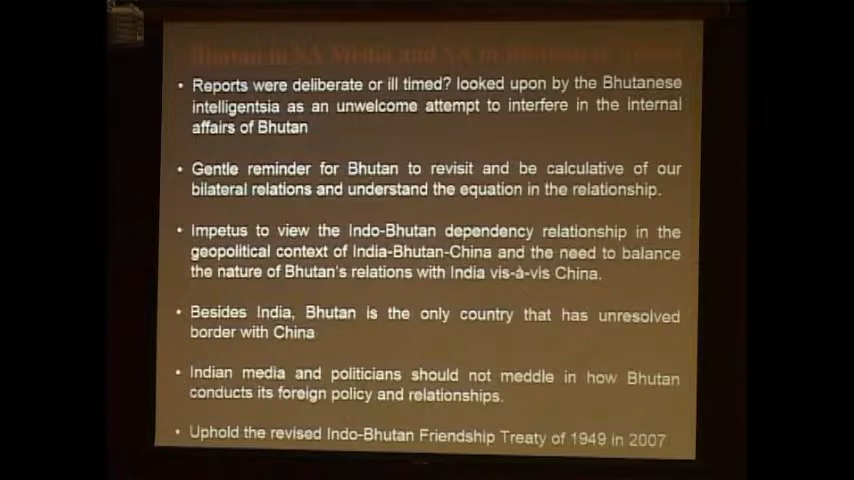 Bhutan in SA Media and SA in Bhutanese
• Reports were deliberate or ill timed? looked upon by the Bhutanese
intelligentsia as an unwelcome attempt to interfere in the internal
affairs of Bhutan
• Gentle reminder for Bhutan to revisit and be calculative of our
bilateral relations and understand the equation in the relationship.
• Impetus to view the Indo-Bhutan dependency relationship in the
geopolitical context of India-Bhutan-China and the need to balance
the nature of Bhutan's relations with India vis-à-vis China.
• Besides India, Bhutan is the only country that has unresolved
border with China
• Indian media and politicians should not meddle in how Bhutan
conducts its foreign policy and relationships.
• Uphold the revised Indo-Bhutan Friendship Treaty of 1949 in 2007